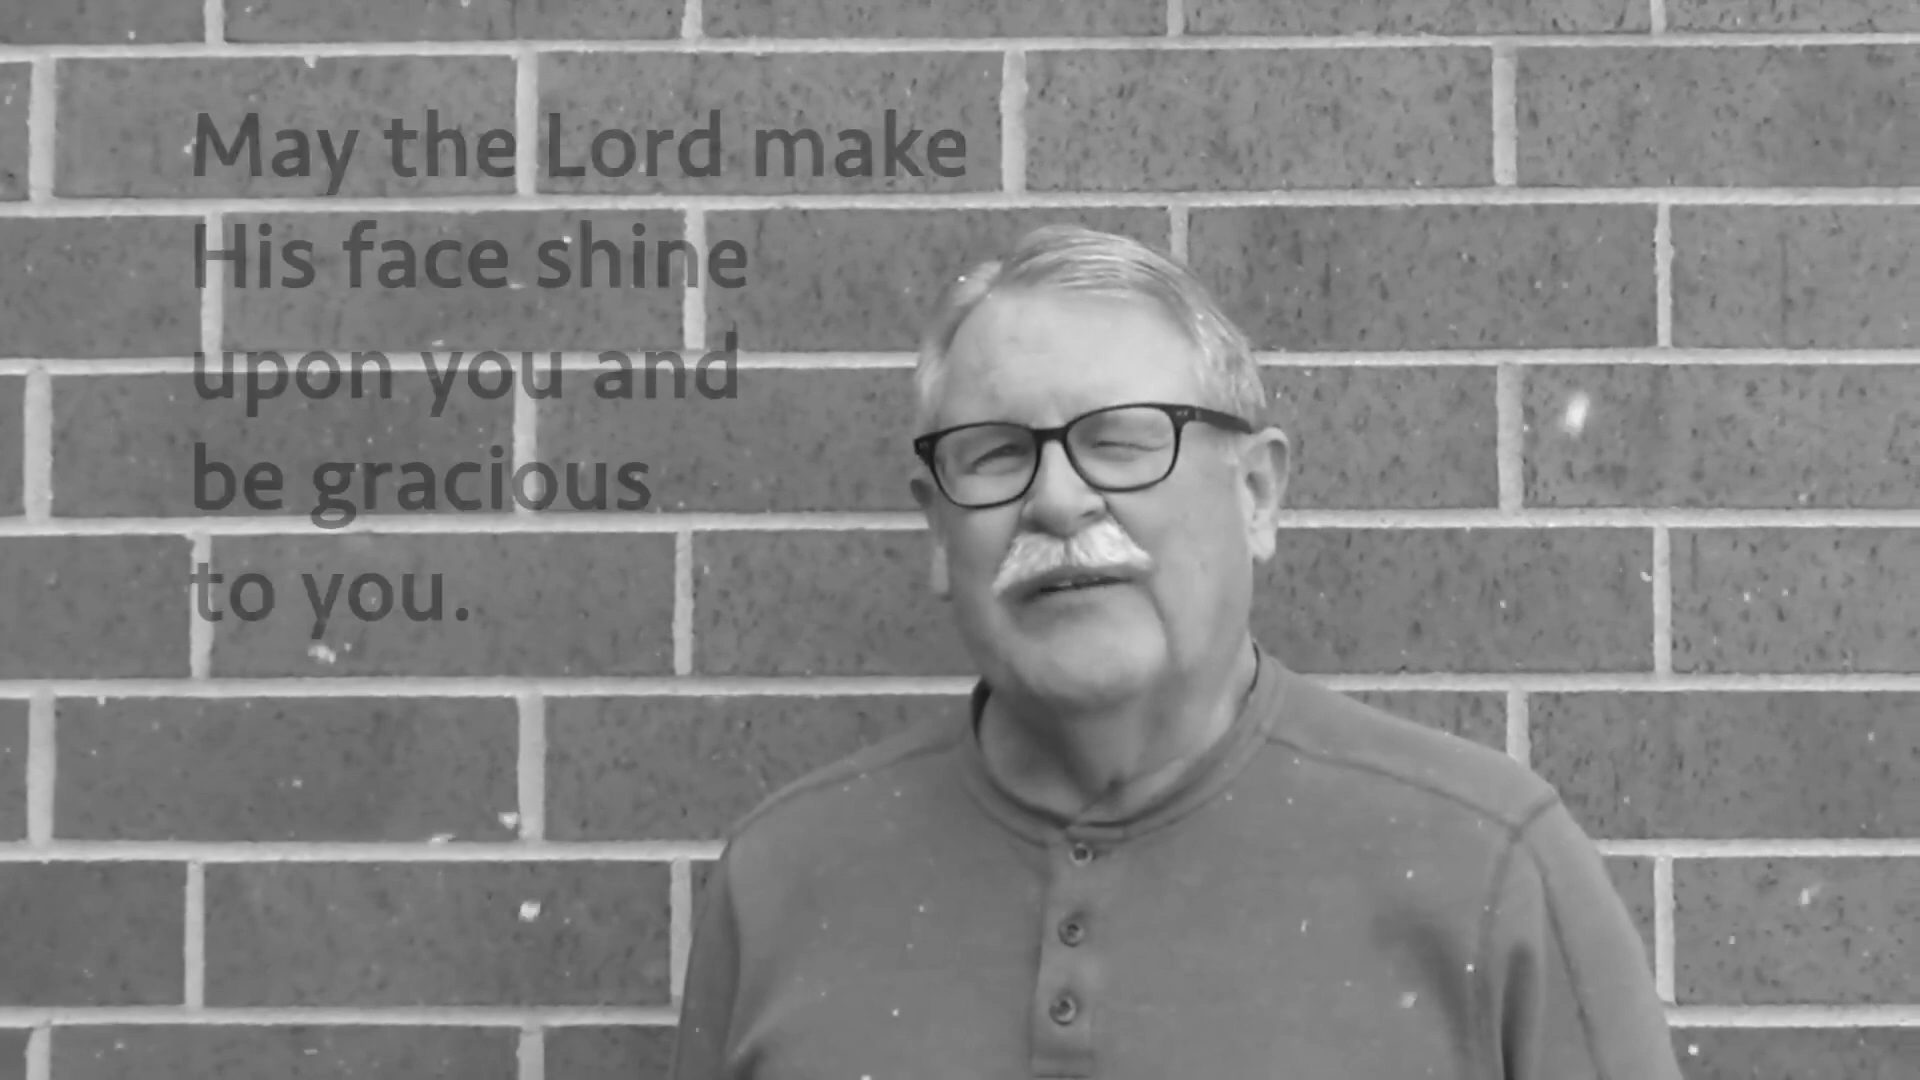 May the Lord make
His face shine
upon you and
be gracious
to you.